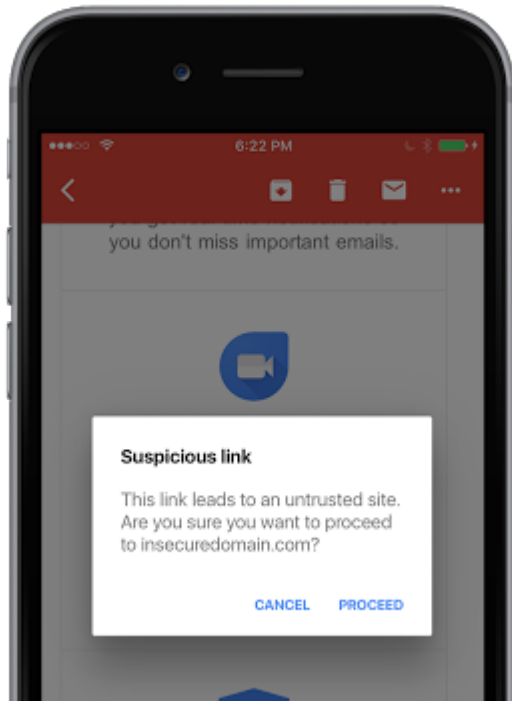 6:22 PM
you don't miss important emails.
Suspicious link
This link leads to an untrusted site.
Are you sure you want to proceed
to insecuredomain.com?
CANCEL PROCEED